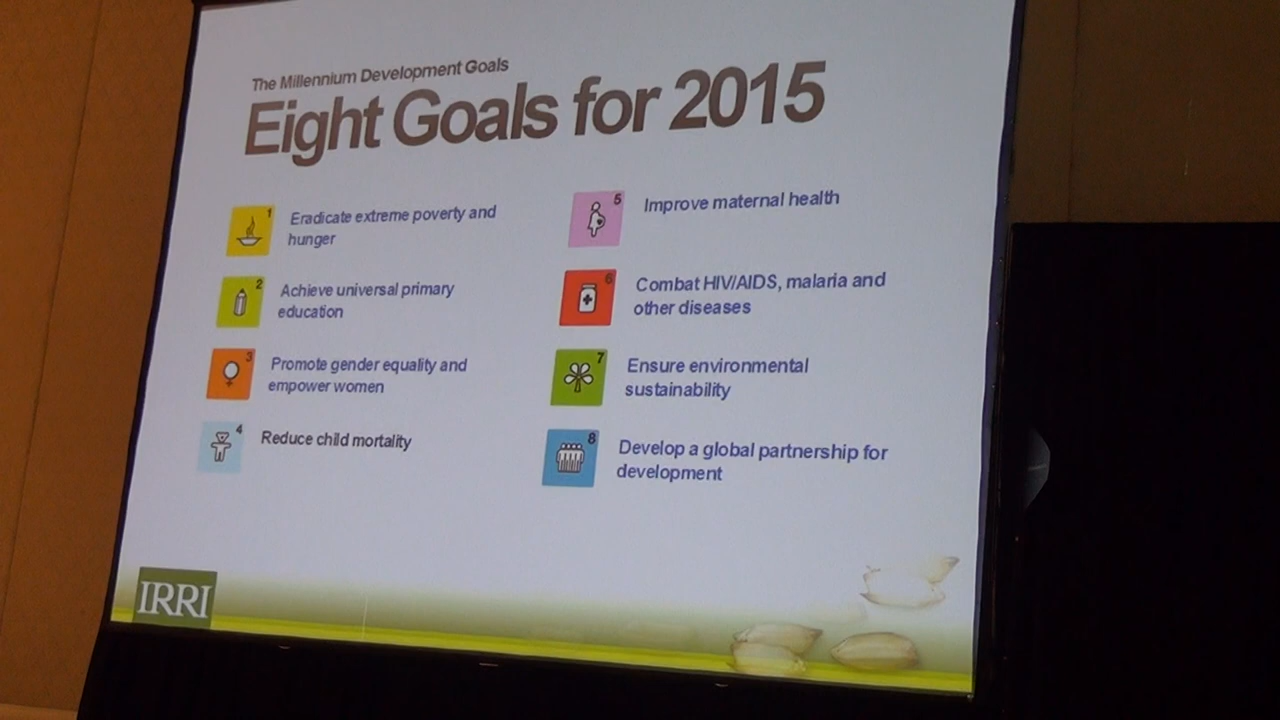 The Millennium Development Goals
Eight Goals for 2015
1
Eradicate extreme poverty and
hunger
2
Achieve universal primary
education
3
Promote gender equality and
empower women
4
Reduce child mortality
5
Improve maternal health
6
Combat HIV/AIDS, malaria and
other diseases
7
Ensure environmental
sustainability
8
Develop a global partnership for
development
IRRI